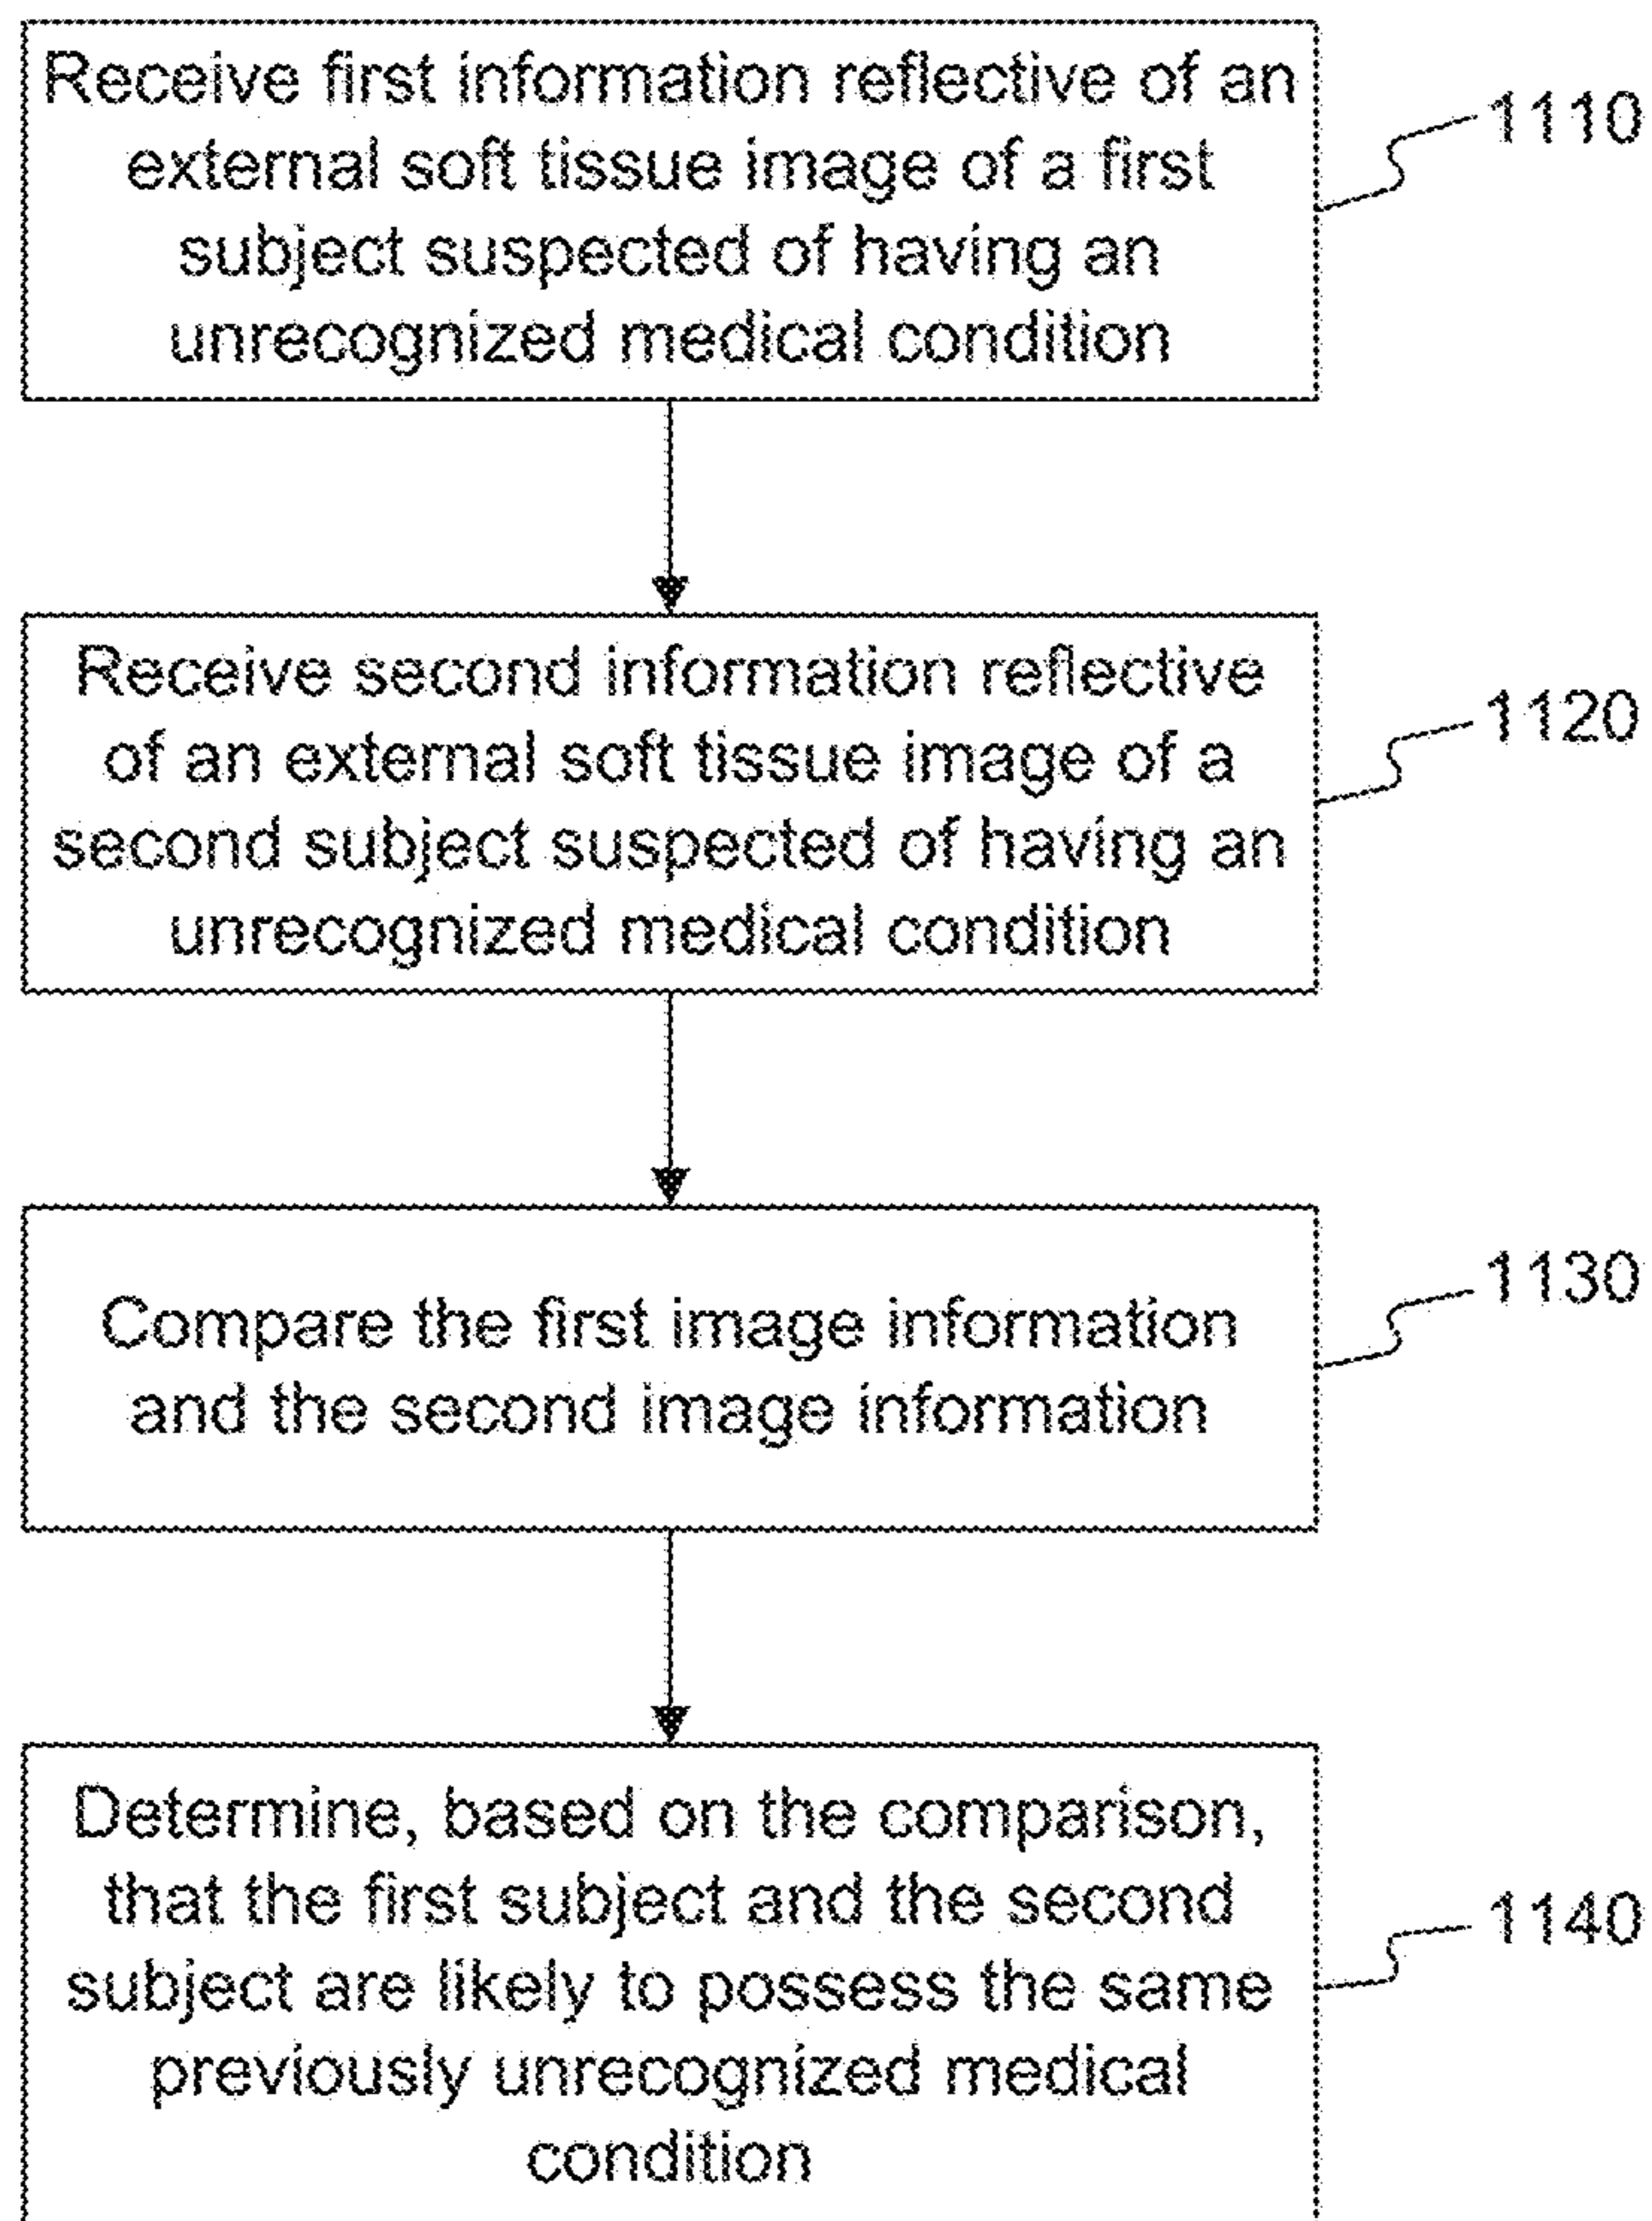 Receive first information reflective of an
external soft tissue image of a first
subject suspected of having an
unrecognized medical condition
1110
Receive second information reflective
of an external soft tissue image of a
second subject suspected of having an
unrecognized medical condition
1120
Compare the first image information
and the second image information
1130
Determine, based on the comparison,
that the first subject and the second
subject are likely to possess the same
previously unrecognized medical
condition
1140